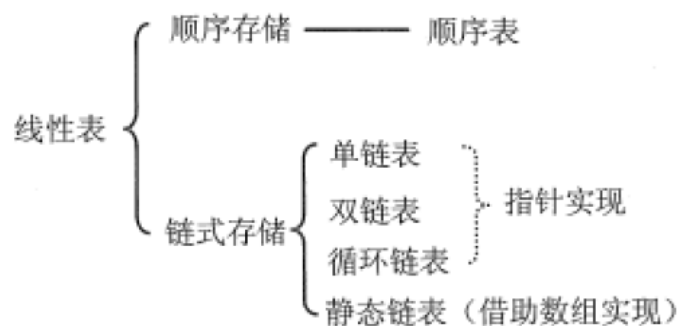 顺序存储 顺序表
线性表
单链表
双链表 指针实现
链式存储
循环链表
静态链表（借助数组实现）